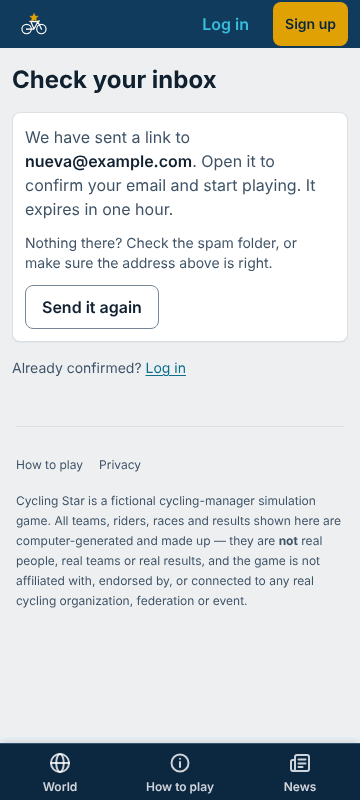 Log in
Sign up
Check your inbox
We have sent a link to
nueva@example.com. Open it to
confirm your email and start playing. It
expires in one hour.
Nothing there? Check the spam folder, or
make sure the address above is right.
Send it again
Already confirmed? Log in
How to play
Privacy
Cycling Star is a fictional cycling-manager simulation
game. All teams, riders, races and results shown here are
computer-generated and made up — they are not real
people, real teams or real results, and the game is not
affiliated with, endorsed by, or connected to any real
cycling organization, federation or event.
World
How to play
News